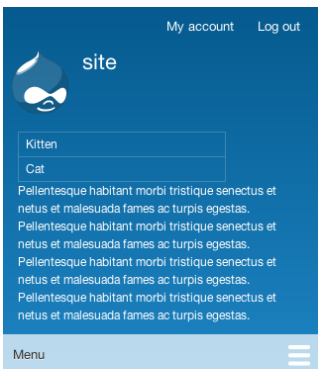 My account Log out
site
Kitten
Cat
Pellentesque habitant morbi tristique senectus et
netus et malesuada fames ac turpis egestas.
Pellentesque habitant morbi tristique senectus et
netus et malesuada fames ac turpis egestas.
Pellentesque habitant morbi tristique senectus et
netus et malesuada fames ac turpis egestas.
Pellentesque habitant morbi tristique senectus et
netus et malesuada fames ac turpis egestas.
Menu